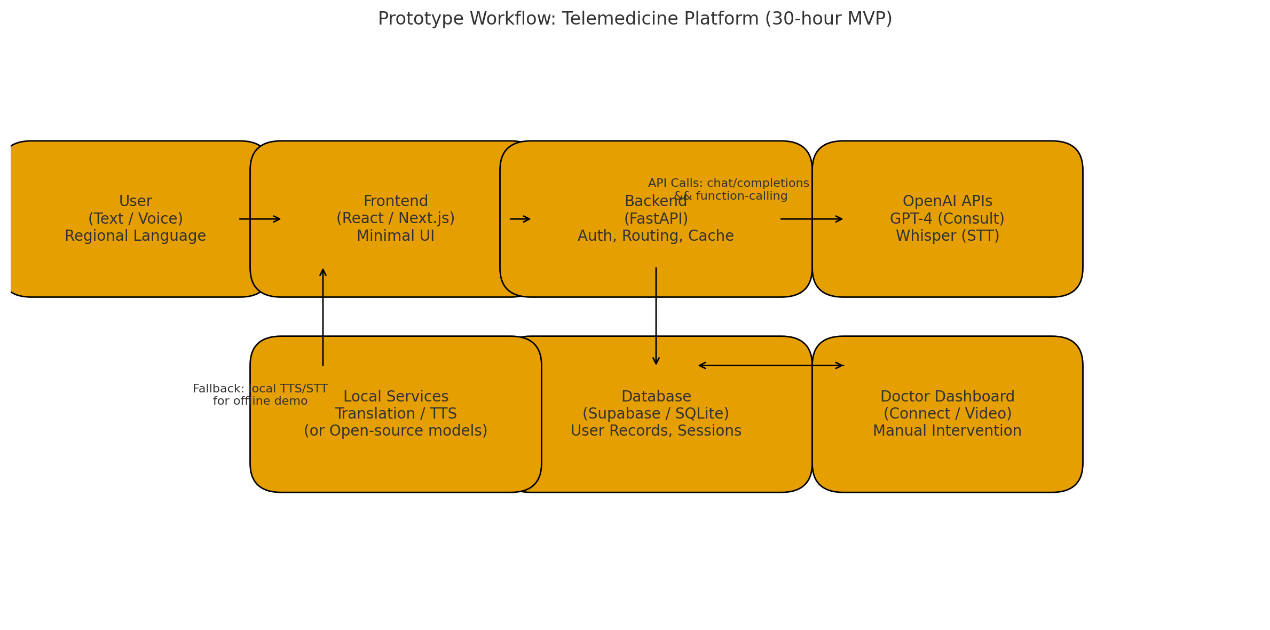 Prototype Workflow: Telemedicine Platform (30-hour MVP)
User
(Text / Voice)
Regional Language
Frontend
(React / Next.js)
Minimal UI
API Calls: chat/completions
&& function-calling
Backend
(FastAPI)
Auth, Routing, Cache
OpenAI APIs
GPT-4 (Consult)
Whisper (STT)
Fallback: local TTS/STT
for offline demo
Local Services
Translation / TTS
(or Open-source models)
Database
(Supabase / SQLite)
User Records, Sessions
Doctor Dashboard
(Connect / Video)
Manual Intervention